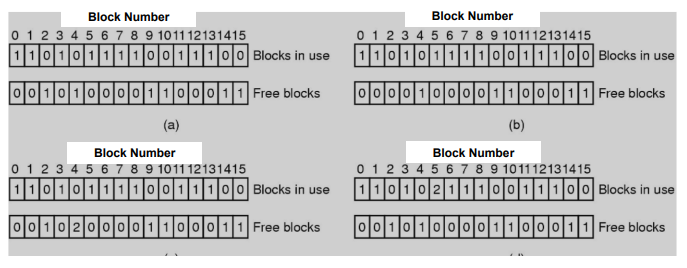 Block Number
0 1 2 3 4 5 6 7 8 9 10 11 12 13 14 15
1 1 0 1 0 1 1 1 1 0 0 1 1 1 0 0 Blocks in use
0 0 1 0 1 0 0 0 0 1 1 0 0 0 1 1 Free blocks
(a)
Block Number
0 1 2 3 4 5 6 7 8 9 10 11 12 13 14 15
1 1 0 1 0 1 1 1 1 0 0 1 1 1 0 0 Blocks in use
0 0 0 0 1 0 0 0 0 1 1 0 0 0 1 1 Free blocks
(b)
Block Number
0 1 2 3 4 5 6 7 8 9 10 11 12 13 14 15
1 1 0 1 0 1 1 1 1 0 0 1 1 1 0 0 Blocks in use
0 0 1 0 2 0 0 0 0 1 1 0 0 0 1 1 Free blocks
Block Number
0 1 2 3 4 5 6 7 8 9 10 11 12 13 14 15
1 1 0 1 0 2 1 1 1 0 0 1 1 1 0 0 Blocks in use
0 0 1 0 1 0 0 0 0 1 1 0 0 0 1 1 Free blocks